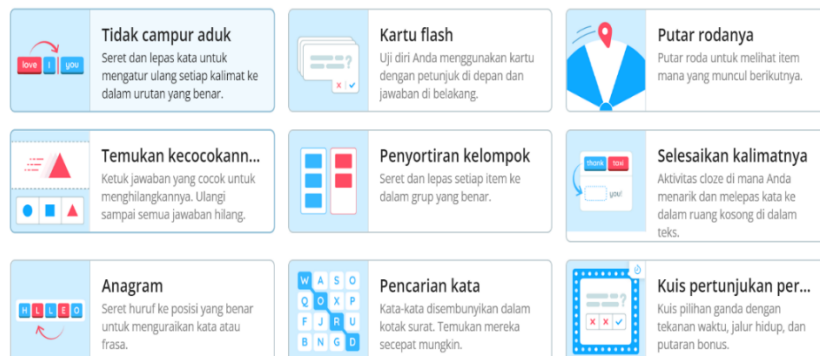 Tidak campur aduk
Seret dan lepas kata untuk
mengatur ulang setiap kalimat ke
dalam urutan yang benar.
love I you
Kartu flash
Uji diri Anda menggunakan kartu
dengan petunjuk di depan dan
jawaban di belakang.
?
Putar rodanya
Putar roda untuk melihat item
mana yang muncul berikutnya.
Temukan kecocokann...
Ketuk jawaban yang cocok untuk
menghilangkannya. Ulangi
sampai semua jawaban hilang.
Penyortiran kelompok
Seret dan lepas setiap item ke
dalam grup yang benar.
Selesaikan kalimatnya
Aktivitas cloze di mana Anda
menarik dan melepas kata ke
dalam ruang kosong di dalam
teks.
thank taxi
you!
Anagram
Seret huruf ke posisi yang benar
untuk menguraikan kata atau
frasa.
H L L E O
Pencarian kata
Kata-kata disembunyikan dalam
kotak surat. Temukan mereka
secepat mungkin.
W A S O
Q O X P
F J R U
B N G D
Kuis pertunjukan per...
Kuis pilihan ganda dengan
tekanan waktu, jalur hidup, dan
putaran bonus.
?